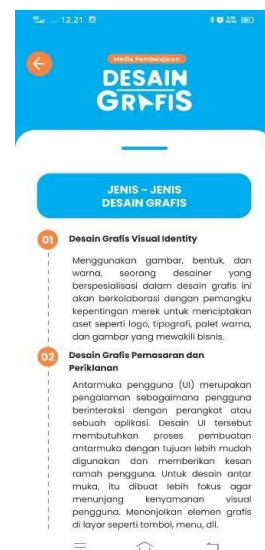 12.21
Media Pembelajaran
DESAIN
GRAFIS
JENIS – JENIS
DESAIN GRAFIS
01 Desain Grafis Visual Identity
Menggunakan gambar, bentuk, dan
warna, seorang desainer yang
berspesialisasi dalam desain grafis ini
akan berkolaborasi dengan pemangku
kepentingan merek untuk menciptakan
aset seperti logo, tipografi, palet warna,
dan gambar yang mewakili bisnis.
02 Desain Grafis Pemasaran dan
Periklanan
Antarmuka pengguna (UI) merupakan
pengalaman sebagaimana pengguna
berinteraksi dengan perangkat atau
sebuah aplikasi. Desain UI tersebut
membutuhkan proses pembuatan
antarmuka dengan tujuan lebih mudah
digunakan dan memberikan kesan
ramah pengguna. Untuk desain antar
muka, itu dibuat lebih fokus agar
menunjang kenyamanan visual
pengguna. Menonjolkan elemen grafis
di layar seperti tombol, menu, dll.